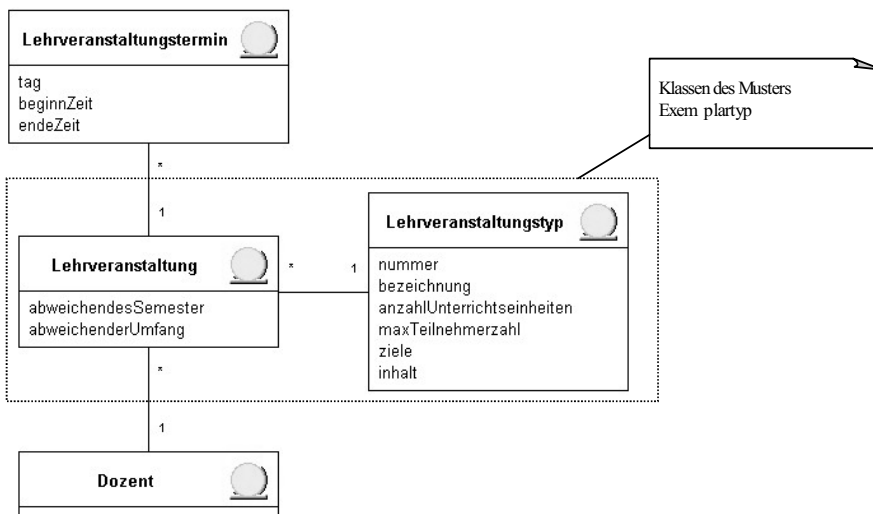 Lehrveranstaltungstermin
tag
beginnZeit
endeZeit
Klassen des Musters
Exem plartyp
*
1
Lehrveranstaltungstyp
nummer
bezeichnung
anzahlUnterrichtseinheiten
maxTeilnehmerzahl
ziele
inhalt
Lehrveranstaltung
abweichendesSemester
abweichenderUmfang
* 1
*
1
Dozent